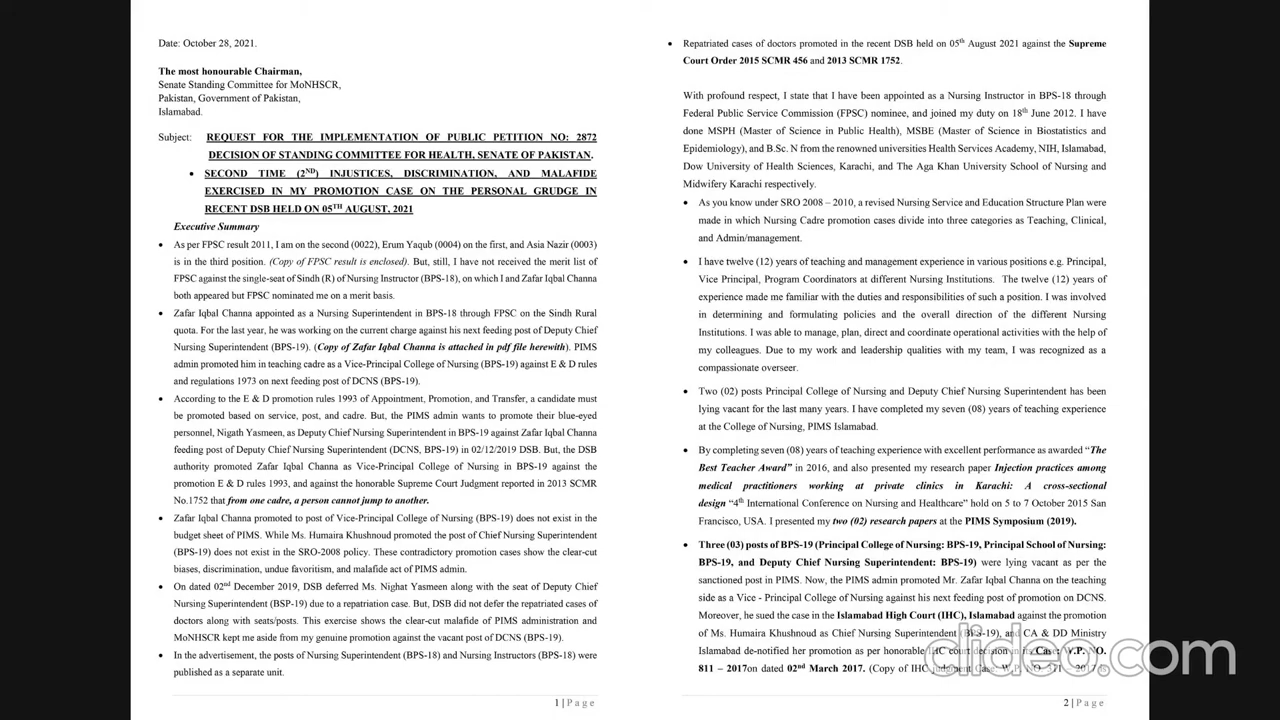 Date: October 28, 2021.
The most honourable Chairman,
Senate Standing Committee for MoNHSCR,
Pakistan, Government of Pakistan,
Islamabad.
Subject: REQUEST FOR THE IMPLEMENTATION OF PUBLIC PETITION NO: 2872
DECISION OF STANDING COMMITTEE FOR HEALTH, SENATE OF PAKISTAN.
• SECOND TIME (2ND) INJUSTICES, DISCRIMINATION, AND MALAFIDE
EXERCISED IN MY PROMOTION CASE ON THE PERSONAL GRUDGE IN
RECENT DSB HELD ON 05TH AUGUST, 2021
Executive Summary
• As per FPSC result 2011, I am on the second (0022), Erum Yaqub (0004) on the first, and Asia Nazir (0003)
is in the third position. (Copy of FPSC result is enclosed). But, still, I have not received the merit list of
FPSC against the single-seat of Sindh (R) of Nursing Instructor (BPS-18), on which I and Zafar Iqbal Channa
both appeared but FPSC nominated me on a merit basis.
• Zafar Iqbal Channa appointed as a Nursing Superintendent in BPS-18 through FPSC on the Sindh Rural
quota. For the last year, he was working on the current charge against his next feeding post of Deputy Chief
Nursing Superintendent (BPS-19). (Copy of Zafar Iqbal Channa is attached in pdf file herewith). PIMS
admin promoted him in teaching cadre as a Vice-Principal College of Nursing (BPS-19) against E & D rules
and regulations 1973 on next feeding post of DCNS (BPS-19).
• According to the E & D promotion rules 1993 of Appointment, Promotion, and Transfer, a candidate must
be promoted based on service, post, and cadre. But, the PIMS admin wants to promote their blue-eyed
personnel, Nigath Yasmeen, as Deputy Chief Nursing Superintendent in BPS-19 against Zafar Iqbal Channa
feeding post of Deputy Chief Nursing Superintendent (DCNS, BPS-19) in 02/12/2019 DSB. But, the DSB
authority promoted Zafar Iqbal Channa as Vice-Principal College of Nursing in BPS-19 against the
promotion E & D rules 1993, and against the honorable Supreme Court Judgment reported in 2013 SCMR
No.1752 that from one cadre, a person cannot jump to another.
• Zafar Iqbal Channa promoted to post of Vice-Principal College of Nursing (BPS-19) does not exist in the
budget sheet of PIMS. While Ms. Humaira Khushnoud promoted the post of Chief Nursing Superintendent
(BPS-19) does not exist in the SRO-2008 policy. These contradictory promotion cases show the clear-cut
biases, discrimination, undue favoritism, and malafide act of PIMS admin.
• On dated 02nd December 2019, DSB deferred Ms. Nighat Yasmeen along with the seat of Deputy Chief
Nursing Superintendent (BSP-19) due to a repatriation case. But, DSB did not defer the repatriated cases of
doctors along with seats/posts. This exercise shows the clear-cut malafide of PIMS administration and
MoNHSCR kept me aside from my genuine promotion against the vacant post of DCNS (BPS-19).
• In the advertisement, the posts of Nursing Superintendent (BPS-18) and Nursing Instructors (BPS-18) were
published as a separate unit.
1 | Page
• Repatriated cases of doctors promoted in the recent DSB held on 05th August 2021 against the Supreme
Court Order 2015 SCMR 456 and 2013 SCMR 1752.
With profound respect, I state that I have been appointed as a Nursing Instructor in BPS-18 through
Federal Public Service Commission (FPSC) nominee, and joined my duty on 18th June 2012. I have
done MSPH (Master of Science in Public Health), MSBE (Master of Science in Biostatistics and
Epidemiology), and B.Sc. N from the renowned universities Health Services Academy, NIH, Islamabad,
Dow University of Health Sciences, Karachi, and The Aga Khan University School of Nursing and
Midwifery Karachi respectively.
• As you know under SRO 2008 – 2010, a revised Nursing Service and Education Structure Plan were
made in which Nursing Cadre promotion cases divide into three categories as Teaching, Clinical,
and Admin/management.
• I have twelve (12) years of teaching and management experience in various positions e.g. Principal,
Vice Principal, Program Coordinators at different Nursing Institutions. The twelve (12) years of
experience made me familiar with the duties and responsibilities of such a position. I was involved
in determining and formulating policies and the overall direction of the different Nursing
Institutions. I was able to manage, plan, direct and coordinate operational activities with the help of
my colleagues. Due to my work and leadership qualities with my team, I was recognized as a
compassionate overseer.
• Two (02) posts Principal College of Nursing and Deputy Chief Nursing Superintendent has been
lying vacant for the last many years. I have completed my seven (08) years of teaching experience
at the College of Nursing, PIMS Islamabad.
• By completing seven (08) years of teaching experience with excellent performance as awarded “The
Best Teacher Award” in 2016, and also presented my research paper Injection practices among
medical practitioners working at private clinics in Karachi: A cross-sectional
design “4th International Conference on Nursing and Healthcare” hold on 5 to 7 October 2015 San
Francisco, USA. I presented my two (02) research papers at the PIMS Symposium (2019).
• Three (03) posts of BPS-19 (Principal College of Nursing: BPS-19, Principal School of Nursing:
BPS-19, and Deputy Chief Nursing Superintendent: BPS-19) were lying vacant as per the
sanctioned post in PIMS. Now, the PIMS admin promoted Mr. Zafar Iqbal Channa on the teaching
side as a Vice - Principal College of Nursing against his next feeding post of promotion on DCNS.
Moreover, he sued the case in the Islamabad High Court (IHC), Islamabad against the promotion
of Ms. Humaira Khushnoud as Chief Nursing Superintendent (BPS-19), and CA & DD Ministry
Islamabad de-notified her promotion as per honorable IHC court decision in its Case: W.P. NO.
811 – 2017on dated 02nd March 2017. (Copy of IHC judgment Case: W.P. NO. 811 – 2017 is
2 | Page
clideo.com